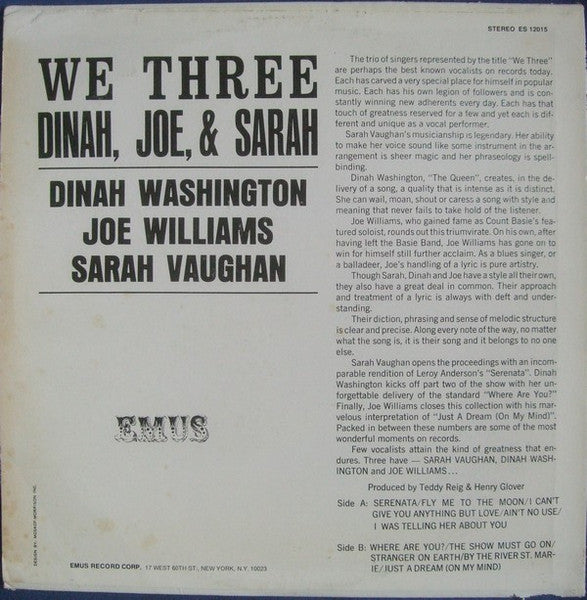 STEREO ES 12015
WE THREE
DINAH, JOE, & SARAH
DINAH WASHINGTON
JOE WILLIAMS
SARAH VAUGHAN
EMUS
DESIGN BY: MODKEP MORRISON INC.
EMUS RECORD CORP. 17 WEST 60TH ST., NEW YORK, N.Y. 10023
The trio of singers represented by the title "We Three"
are perhaps the best known vocalists on records today.
Each has carved a very special place for himself in popular
music. Each has his own legion of followers and is con-
stantly winning new adherents every day. Each has that
touch of greatness reserved for a few and yet each is dif-
ferent and unique as a vocal performer.
Sarah Vaughan's musicianship is legendary. Her ability
to make her voice sound like some instrument in the ar-
rangement is sheer magic and her phraseology is spell-
binding.
Dinah Washington, "The Queen", creates, in the de-
livery of a song, a quality that is intense as it is distinct.
She can wail, moan, shout or caress a song with style and
meaning that never fails to take hold of the listener.
Joe Williams, who gained fame as Count Basie's fea-
tured soloist, rounds out this triumvirate. On his own, after
having left the Basie Band, Joe Williams has gone on to
win for himself still further acclaim. As a blues singer, or
a balladeer, Joe's handling of a lyric is pure artistry.
Though Sarah, Dinah and Joe have a style all their own,
they also have a great deal in common. Their approach
and treatment of a lyric is always with deft and under-
standing.
Their diction, phrasing and sense of melodic structure
is clear and precise. Along every note of the way, no matter
what the song is, it is their song and it belongs to no one
else.
Sarah Vaughan opens the proceedings with an incom-
parable rendition of Leroy Anderson's "Serenata". Dinah
Washington kicks off part two of the show with her un-
forgettable delivery of the standard "Where Are You?"
Finally, Joe Williams closes this collection with his mar-
velous interpretation of "Just A Dream (On My Mind)".
Packed in between these numbers are some of the most
wonderful moments on records.
Few vocalists attain the kind of greatness that en-
dures. Three have — SARAH VAUGHAN, DINAH WASH-
INGTON and JOE WILLIAMS...
Produced by Teddy Reig & Henry Glover
Side A: SERENATA/FLY ME TO THE MOON/I CAN'T
GIVE YOU ANYTHING BUT LOVE/AIN'T NO USE/
I WAS TELLING HER ABOUT YOU
Side B: WHERE ARE YOU?/THE SHOW MUST GO ON/
STRANGER ON EARTH/BY THE RIVER ST. MAR-
IE/JUST A DREAM (ON MY MIND)